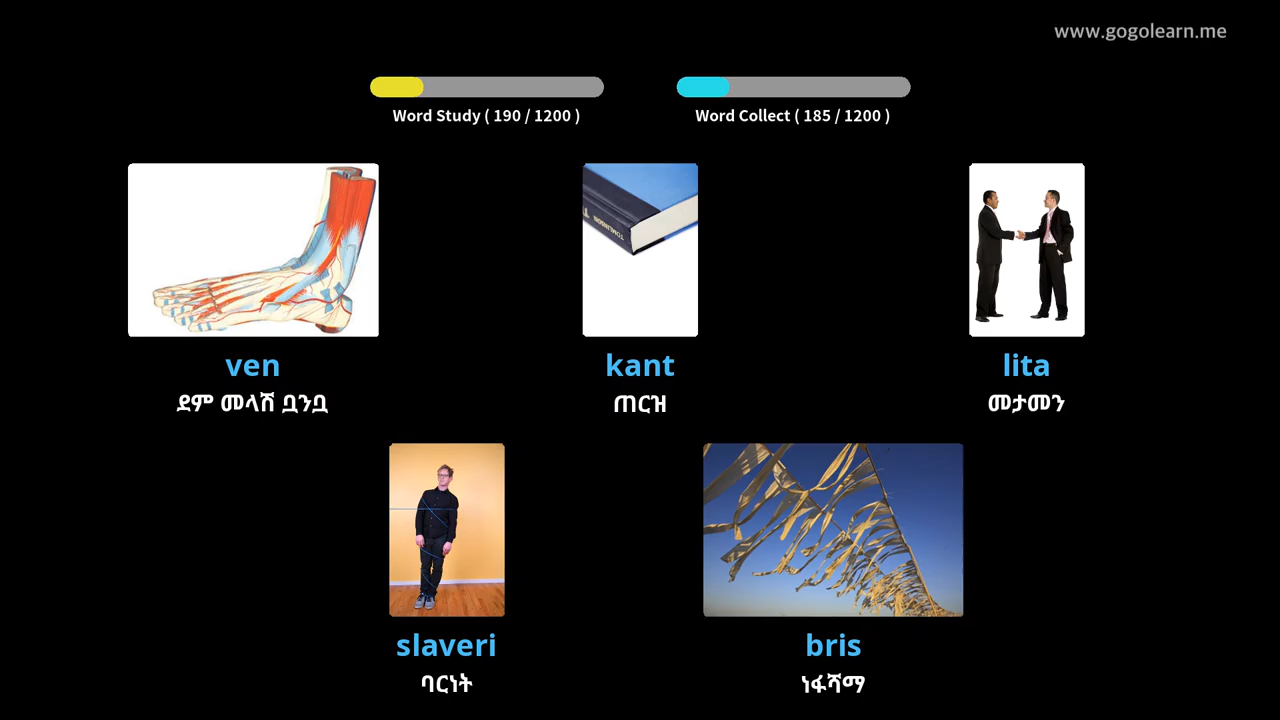 www.gogolearn.me
Word Study ( 190 / 1200 )
Word Collect ( 185 / 1200 )
TOMLINSON
ven
kant
lita
ደም መላሽ ቧንቧ
ጠርዝ
መታመን
slaveri
bris
ባርነት
ነፋሻማ